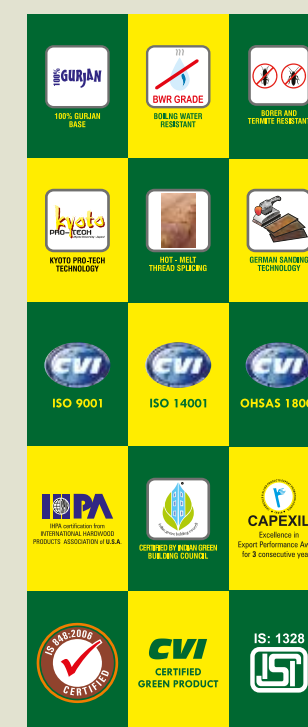 100%
GURJAN
100% GURJAN
BASE
BWR GRADE
BOILNG WATER
RESISTANT
BORER AND
TERMITE RESISTANT
kyoto
PRO-TECH
KYOTO PRO-TECH
TECHNOLOGY
HOT - MELT
THREAD SPLICING
GERMAN SANDING
TECHNOLOGY
CVI
ISO 9001
CVI
ISO 14001
CVI
OHSAS 1800
IHPA
IHPA certification from
INTERNATIONAL HARDWOOD
PRODUCTS ASSOCIATION of U.S.A.
CERTIFIED BY INDIAN GREEN
BUILDING COUNCIL
CAPEXIL
Excellence in
Export Performance Aw
for 3 consecutive yea
IS 848:2006
CERTIFIED
CVI
CERTIFIED
GREEN PRODUCT
IS: 1328
ISI